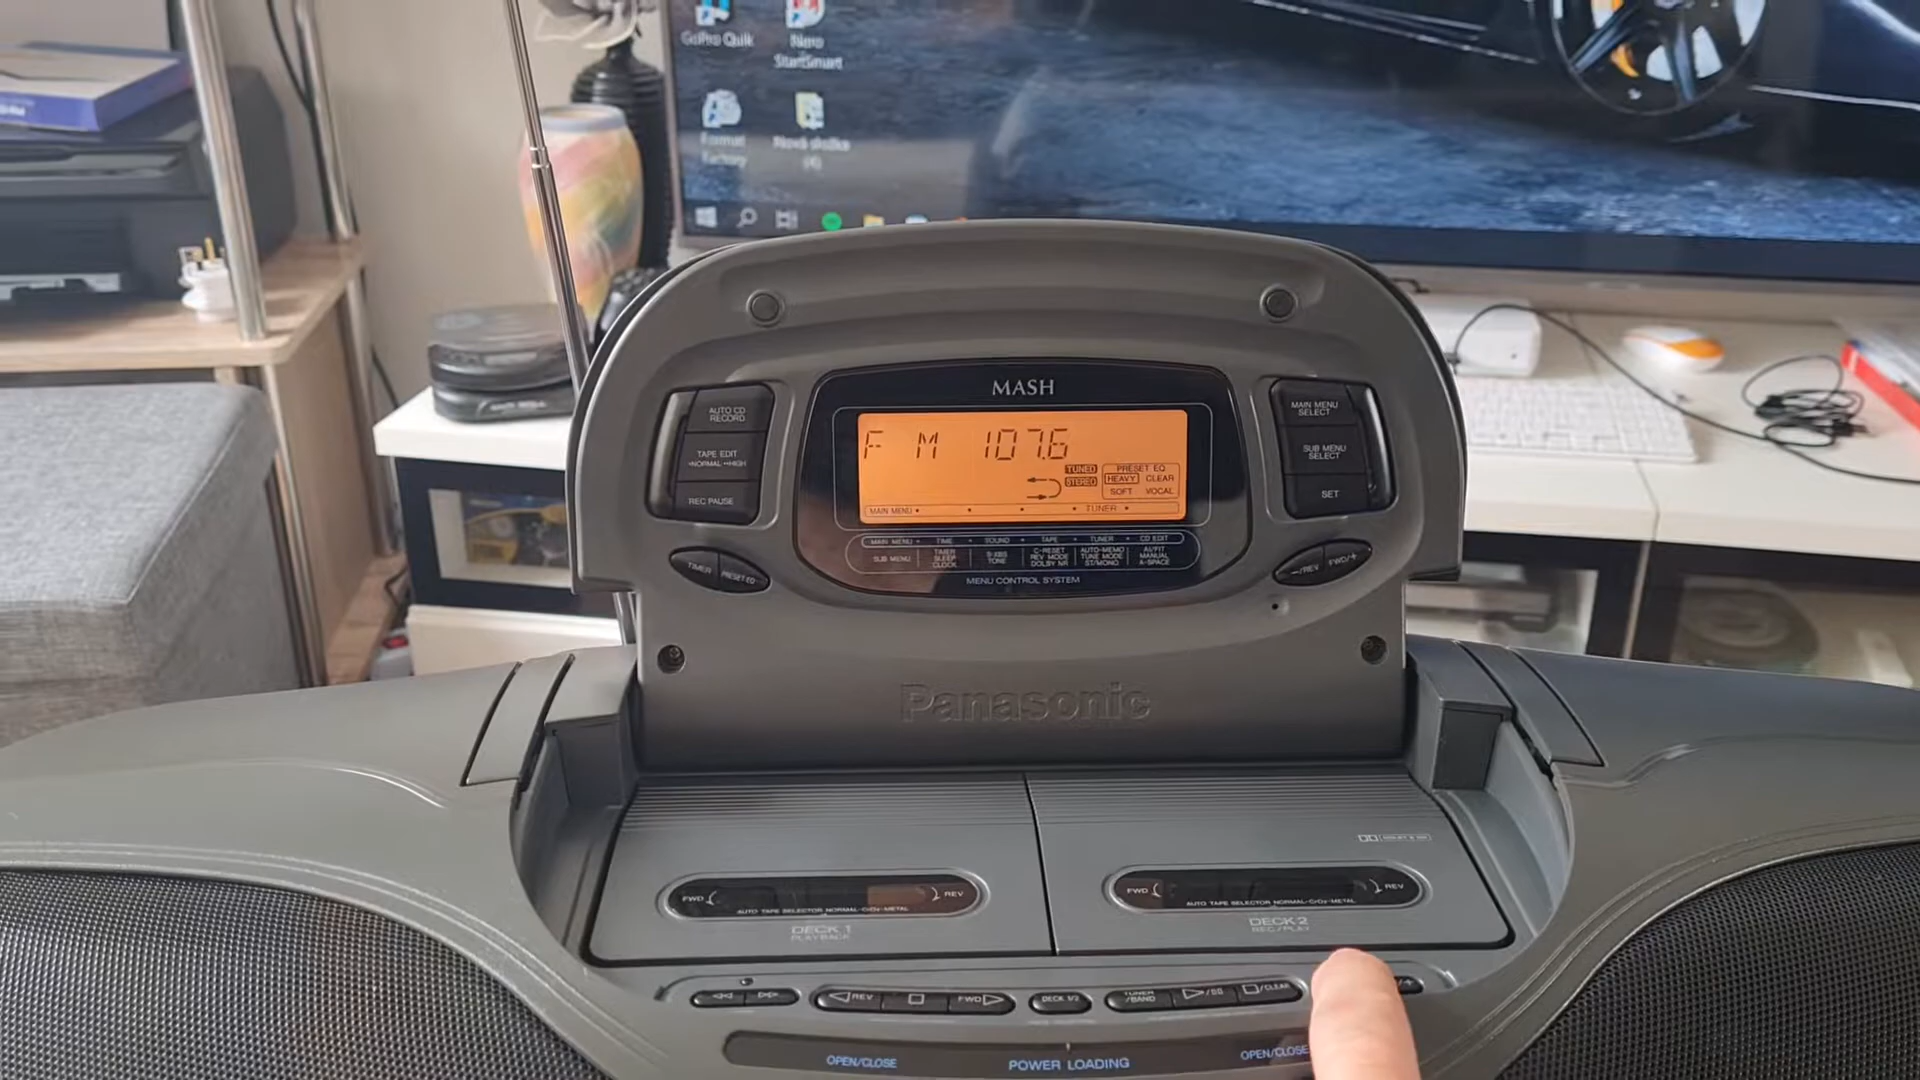 GoPro Quik
Nero
StartSmart
Format
Factory
Nová složka
(4)
MASH
AUTO CD
RECORD
TAPE EDIT
•NORMAL ••HIGH
REC PAUSE
TIMER
PRESET EQ
FM 107.6
TUNED
STEREO
PRESET EQ
HEAVY CLEAR
SOFT VOCAL
MAIN MENU
TUNER
MAIN MENU • TIME • SOUND • TAPE • TUNER • CD EDIT
SUB MENU
TIMER
SLEEP
CLOCK
S-XBS
TONE
C-RESET
REV MODE
DOLBY NR
AUTO-MEMO
TUNE MODE
ST/MONO
AI/FIT
MANUAL
A-SPACE
MENU CONTROL SYSTEM
MAIN MENU
SELECT
SUB MENU
SELECT
SET
−/REV
FWD/+
Panasonic
FWD
REV
AUTO TAPE SELECTOR NORMAL-CrO2-METAL
DECK 1
PLAYBACK
FWD
REV
AUTO TAPE SELECTOR NORMAL-CrO2-METAL
DECK 2
REC/PLAY
REV
FWD
DECK 1/2
TUNER
/BAND
/CLEAR
OPEN/CLOSE
POWER LOADING
OPEN/CLOSE